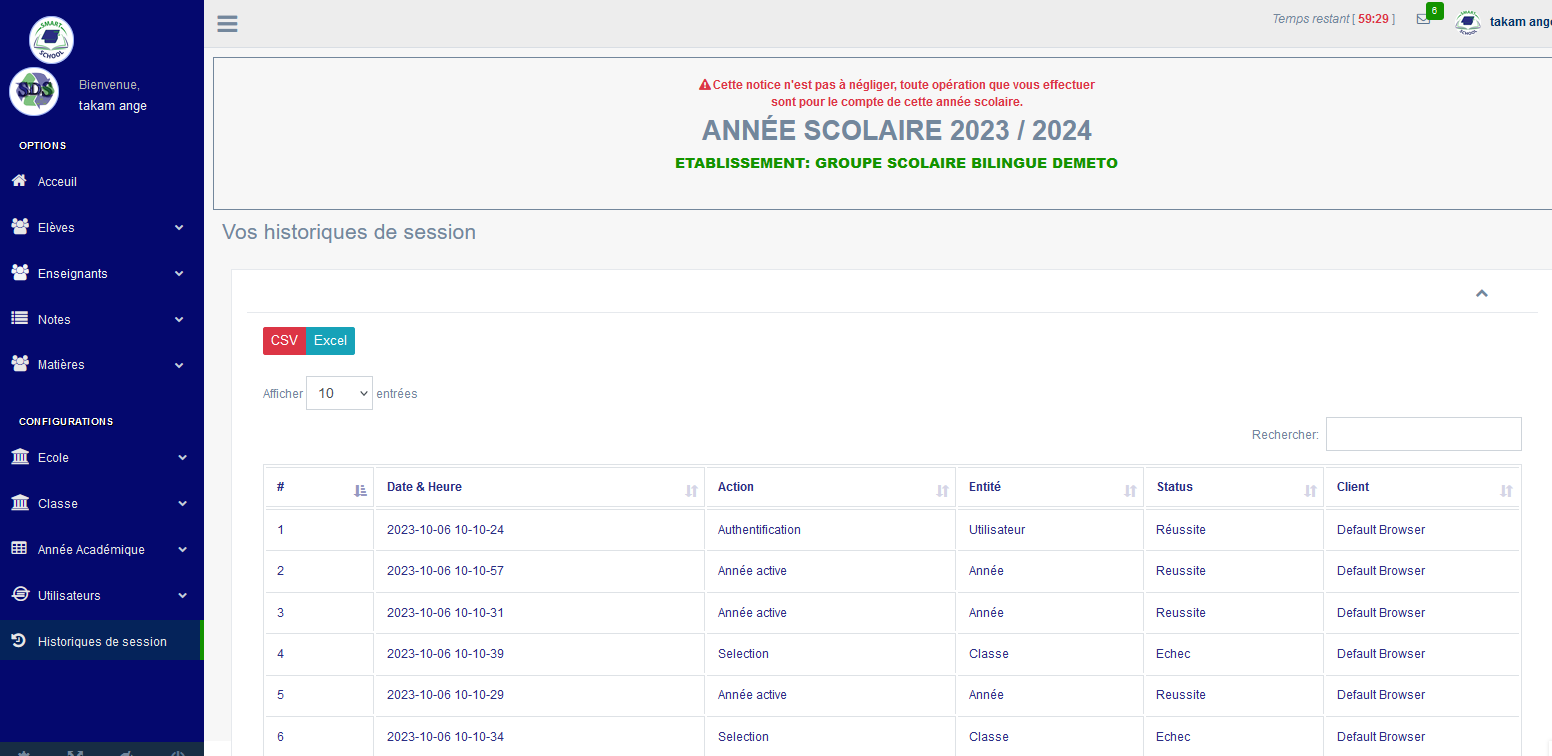 SMART
SCHOOL
SDS
Bienvenue,
takam ange
OPTIONS
Acceuil
Elèves
Enseignants
Notes
Matières
CONFIGURATIONS
Ecole
Classe
Année Académique
Utilisateurs
Historiques de session
Temps restant [ 59:29 ]
6
takam ange
Cette notice n'est pas à négliger, toute opération que vous effectuer
sont pour le compte de cette année scolaire.
ANNÉE SCOLAIRE 2023 / 2024
ETABLISSEMENT: GROUPE SCOLAIRE BILINGUE DEMETO
Vos historiques de session
CSV Excel
Afficher 10 entrées
Rechercher:
# Date & Heure Action Entité Status Client
1 2023-10-06 10-10-24 Authentification Utilisateur Réussite Default Browser
2 2023-10-06 10-10-57 Année active Année Reussite Default Browser
3 2023-10-06 10-10-31 Année active Année Reussite Default Browser
4 2023-10-06 10-10-39 Selection Classe Echec Default Browser
5 2023-10-06 10-10-29 Année active Année Reussite Default Browser
6 2023-10-06 10-10-34 Selection Classe Echec Default Browser